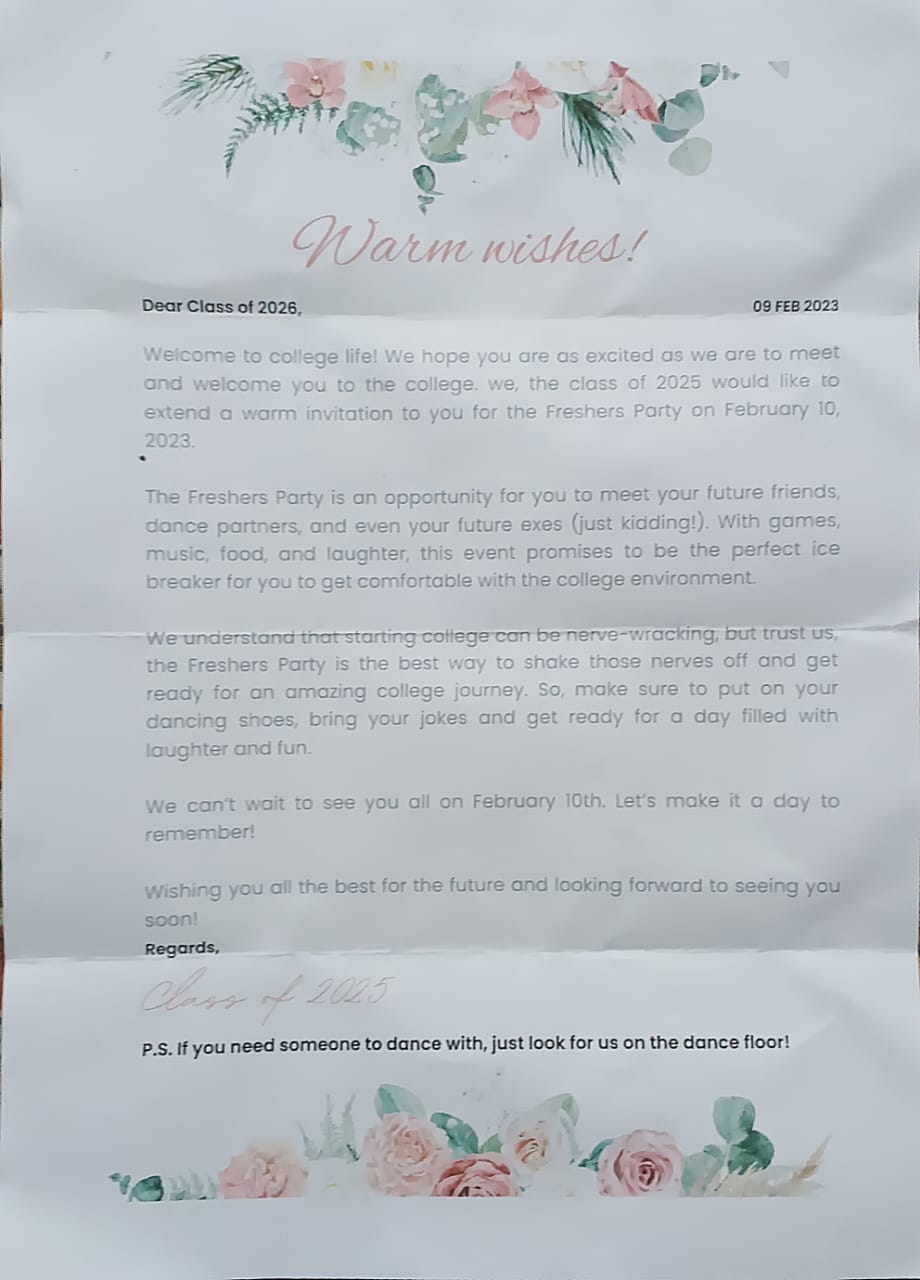 Warm wishes!
Dear Class of 2026,
09 FEB 2023
Welcome to college life! We hope you are as excited as we are to meet
and welcome you to the college. we, the class of 2025 would like to
extend a warm invitation to you for the Freshers Party on February 10,
2023.
The Freshers Party is an opportunity for you to meet your future friends,
dance partners, and even your future exes (just kidding!). With games,
music, food, and laughter, this event promises to be the perfect ice
breaker for you to get comfortable with the college environment.
We understand that starting college can be nerve-wracking, but trust us,
the Freshers Party is the best way to shake those nerves off and get
ready for an amazing college journey. So, make sure to put on your
dancing shoes, bring your jokes and get ready for a day filled with
laughter and fun.
We can't wait to see you all on February 10th. Let's make it a day to
remember!
Wishing you all the best for the future and looking forward to seeing you
soon!
Regards,
Class of 2025
P.S. If you need someone to dance with, just look for us on the dance floor!